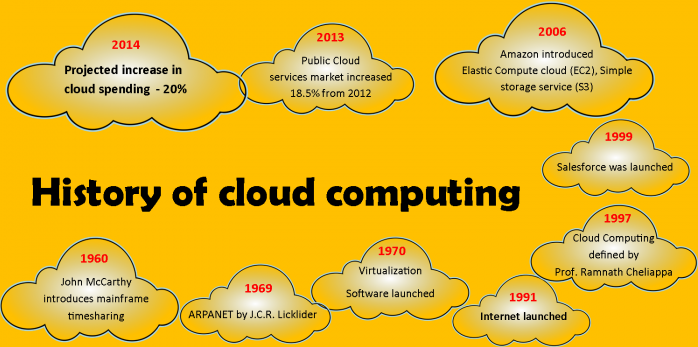 2014
Projected increase in
cloud spending - 20%
2013
Public Cloud
services market increased
18.5% from 2012
2006
Amazon introduced
Elastic Compute cloud (EC2), Simple
storage service (S3)
1999
Salesforce was launched
History of cloud computing
1997
Cloud Computing
defined by
Prof. Ramnath Cheliappa
1960
John McCarthy
introduces mainframe
timesharing
1969
ARPANET by J.C.R. Licklider
1970
Virtualization
Software launched
1991
Internet launched